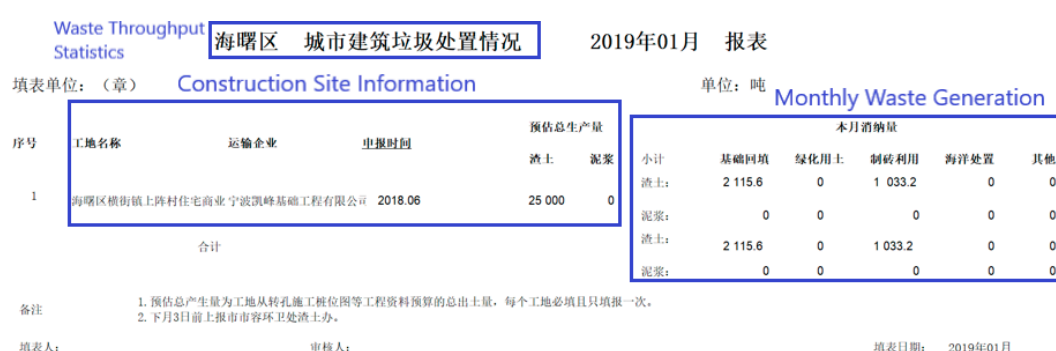 Waste Throughput
Statistics
海曙区 城市建筑垃圾处置情况 2019年01月 报表
填表单位：（章） Construction Site Information 单位：吨
Monthly Waste Generation
预估总生产量 本月消纳量
序号 工地名称 运输企业 申报时间
渣土 泥浆 小计 基础回填 绿化用土 制砖利用 海洋处置 其他
渣土： 2 115.6 0 1 033.2 0 0
1 海曙区横街镇上阵村住宅商业 宁波凯峰基础工程有限公司 2018.06 25 000 0
泥浆： 0 0 0 0 0
合计 渣土： 2 115.6 0 1 033.2 0 0
泥浆： 0 0 0 0 0
备注 1.预估总产生量为工地从转孔施工桩位图等工程资料预算的总出土量，每个工地必填且只填报一次。
2.下月3日前上报市市容环卫处渣土办。
填表人： 审核人： 填表日期： 2019年01月